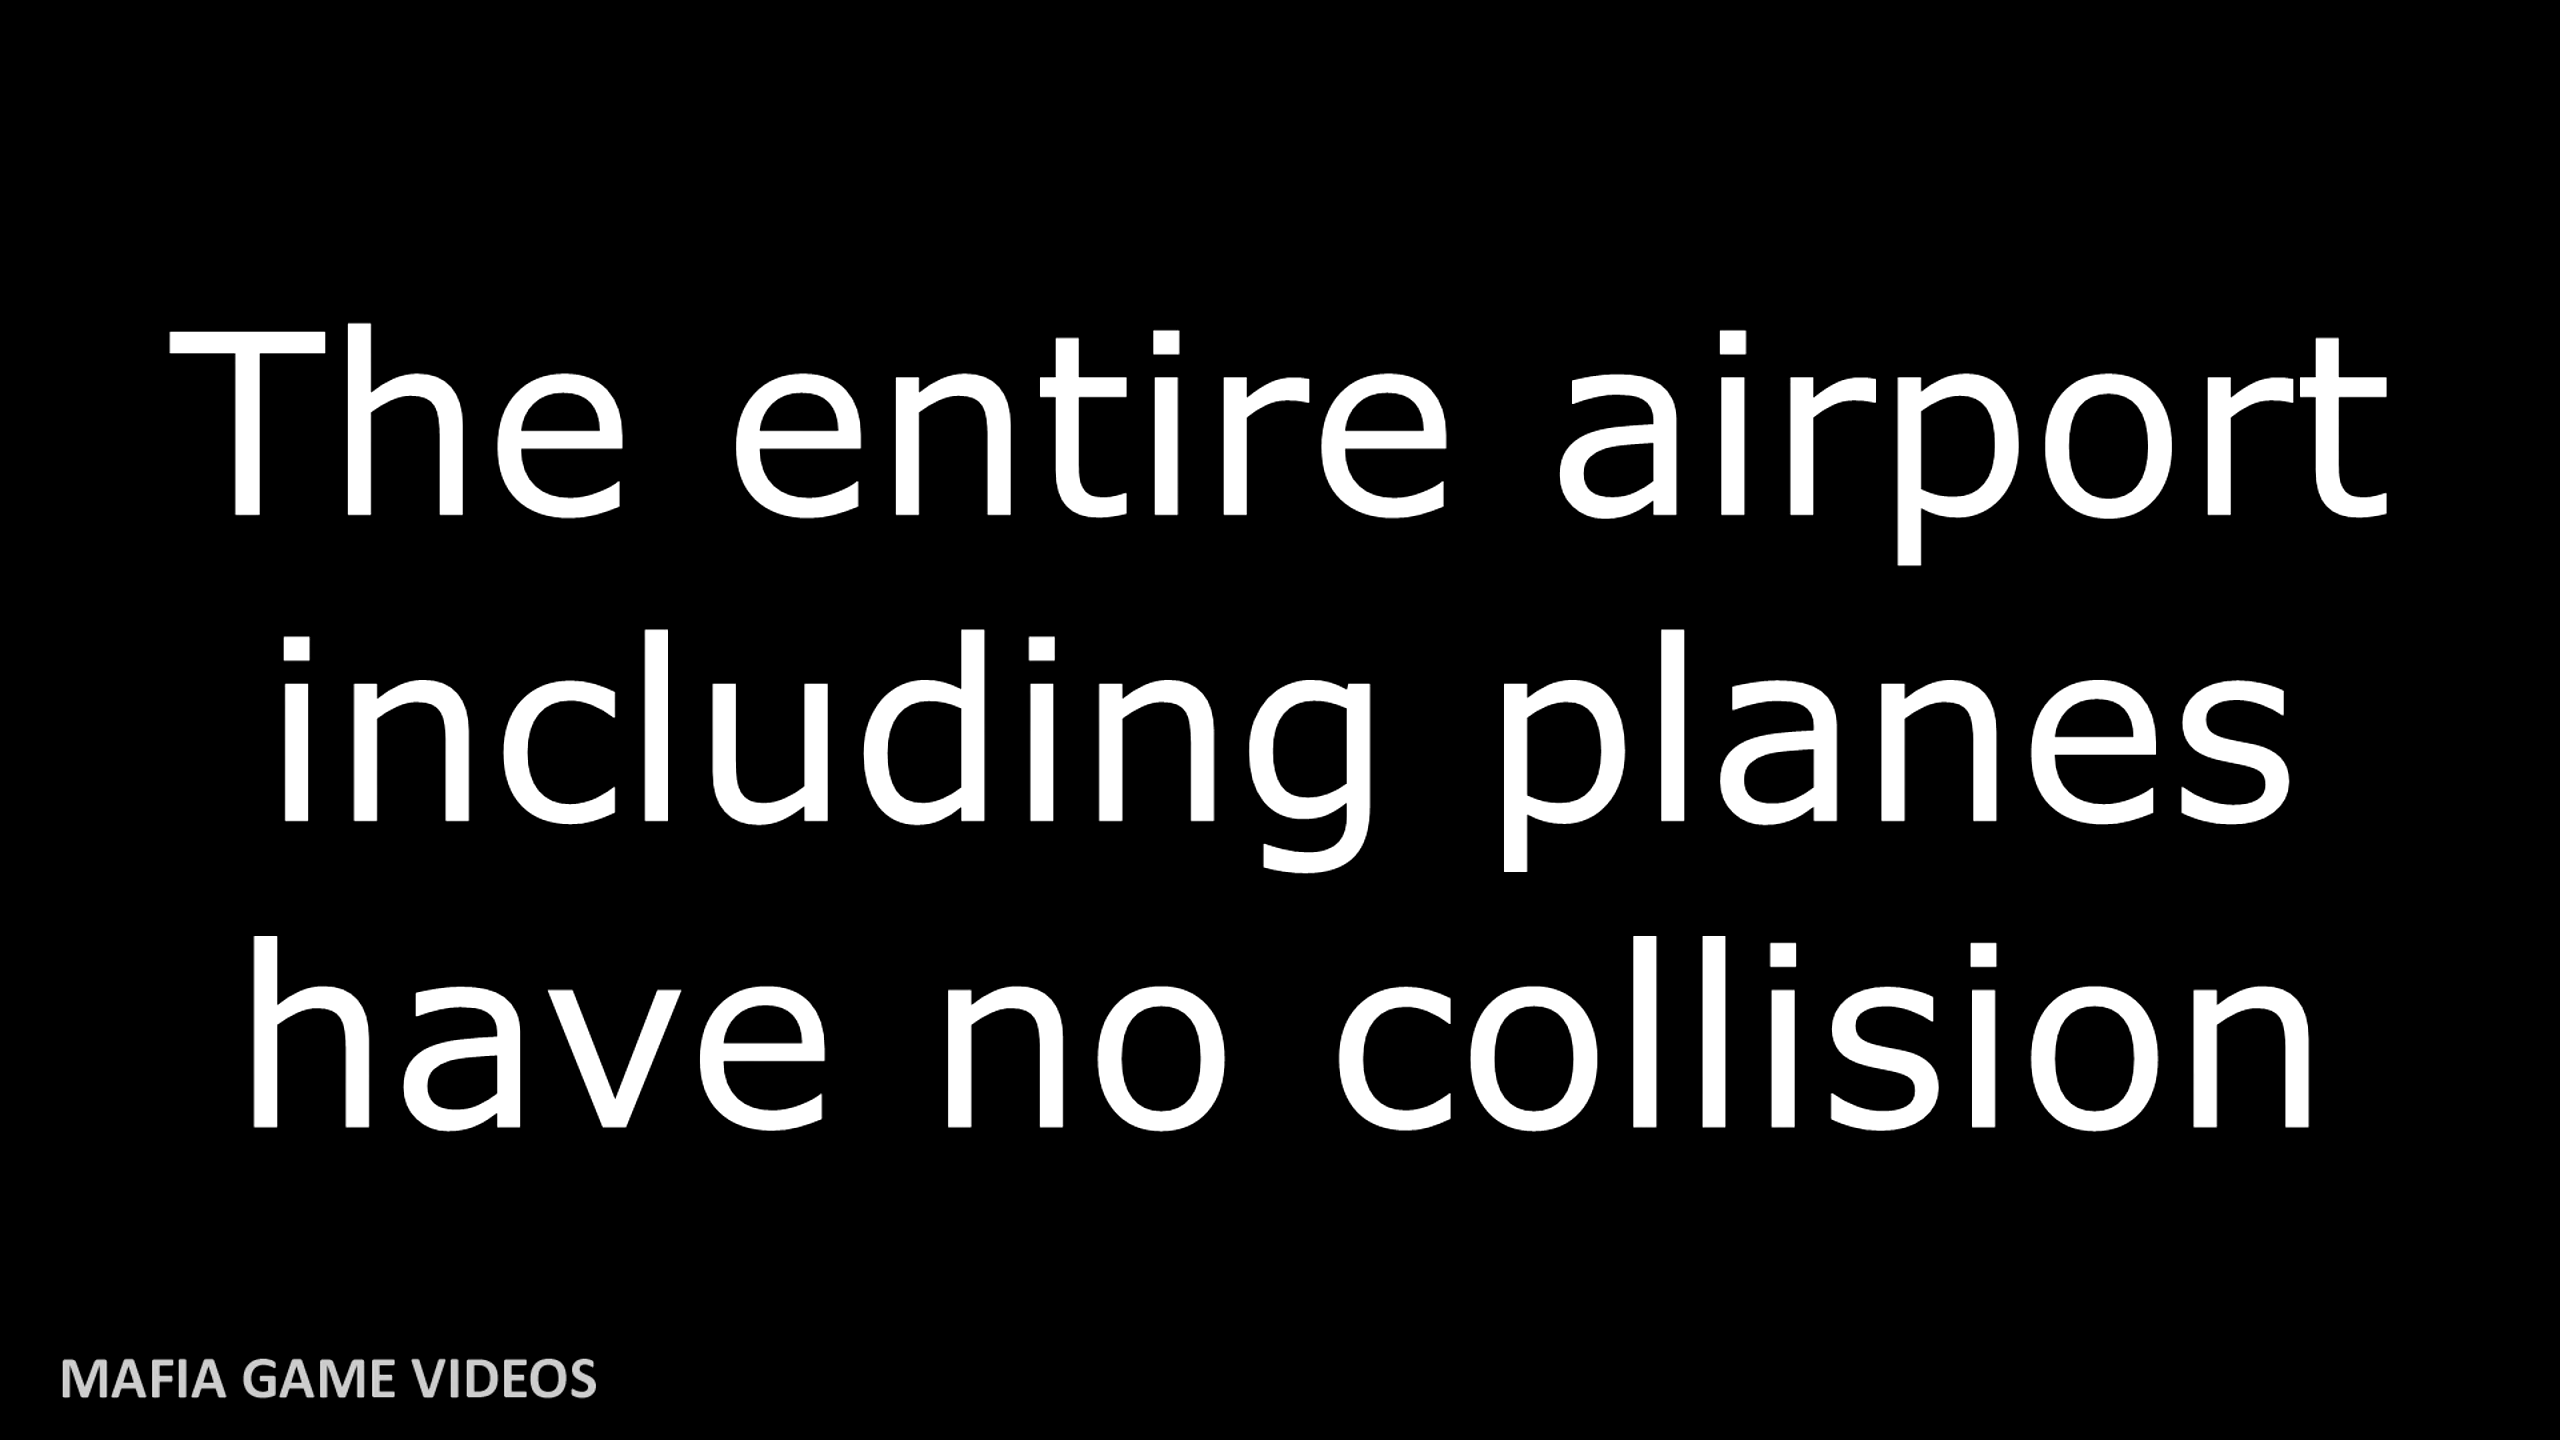 The entire airport
including planes
have no collision
MAFIA GAME VIDEOS